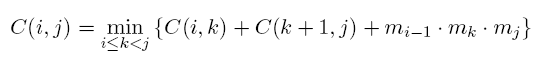 C(i, j) = min_{i≤k<j} {C(i, k) + C(k + 1, j) + m_{i−1} · m_k · m_j}